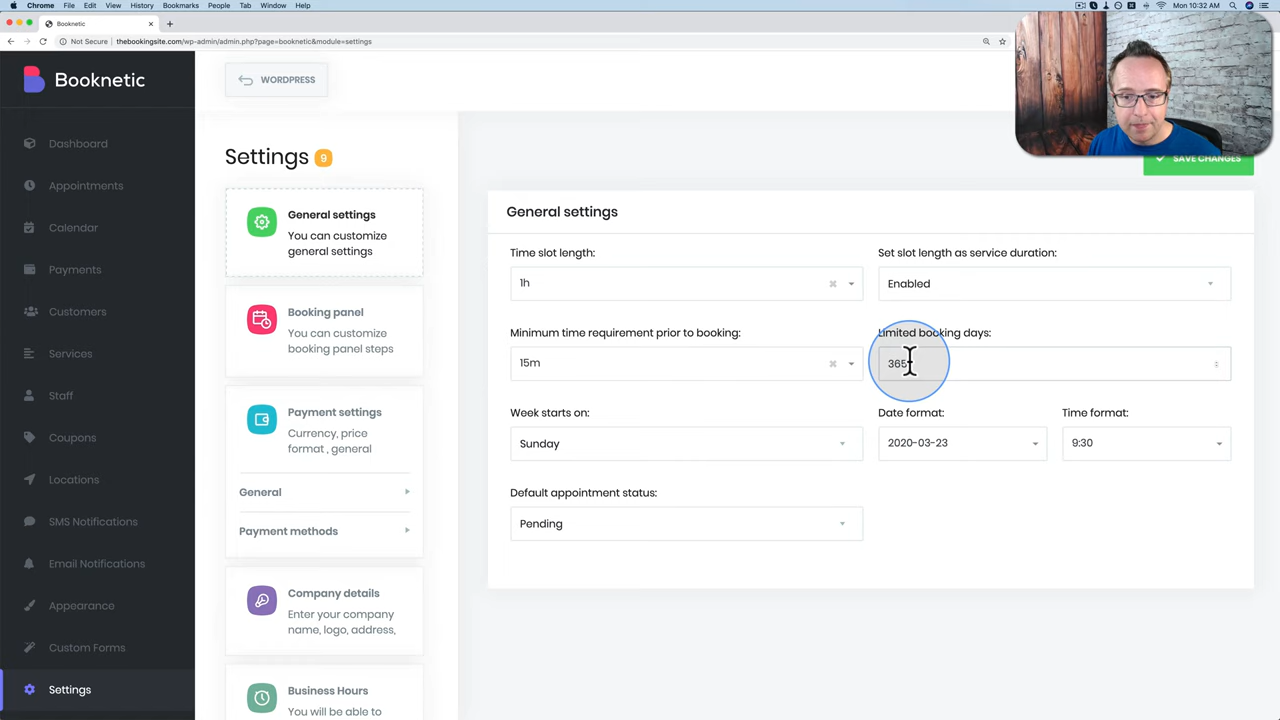 Chrome File Edit View History Bookmarks People Tab Window Help
Mon 10:32 AM
Booknetic
Not Secure thebookingsite.com/wp-admin/admin.php?page=booknetic&module=settings
Booknetic
WORDPRESS
Dashboard
Appointments
Calendar
Payments
Customers
Services
Staff
Coupons
Locations
SMS Notifications
Email Notifications
Appearance
Custom Forms
Settings
Settings 9
General settings
You can customize
general settings
Booking panel
You can customize
booking panel steps
Payment settings
Currency, price
format , general
General
Payment methods
Company details
Enter your company
name, logo, address,
Business Hours
You will be able to
SAVE CHANGES
General settings
Time slot length:
Set slot length as service duration:
1h
Enabled
Minimum time requirement prior to booking:
Limited booking days:
15m
365
Week starts on:
Date format:
Time format:
Sunday
2020-03-23
9:30
Default appointment status:
Pending